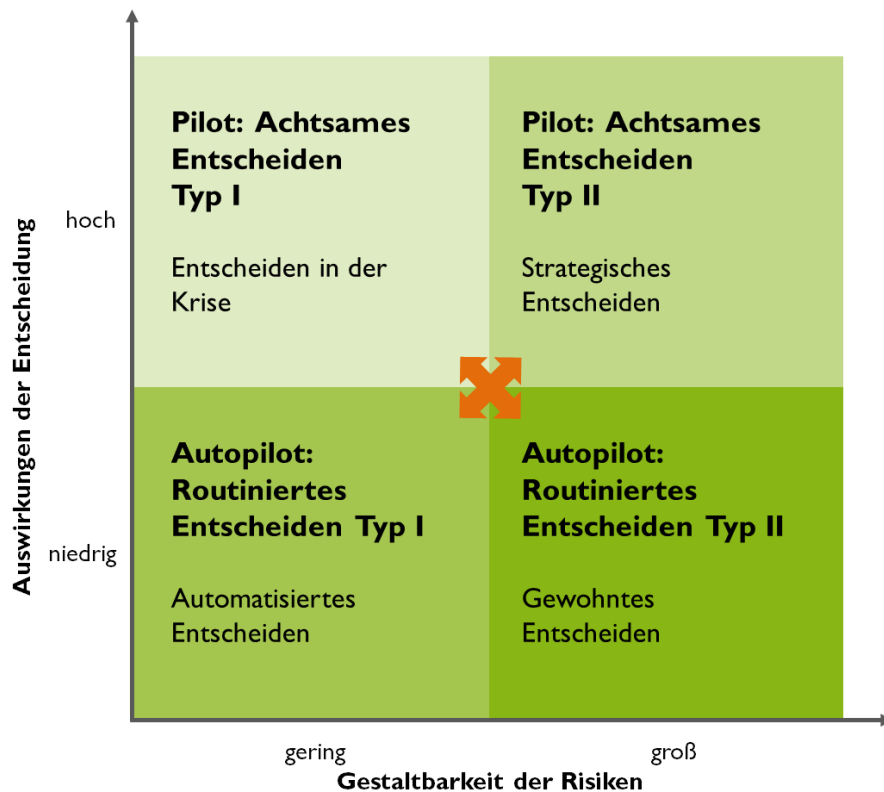 Auswirkungen der Entscheidung
hoch
niedrig
Pilot: Achtsames
Entscheiden
Typ I
Entscheiden in der
Krise
Pilot: Achtsames
Entscheiden
Typ II
Strategisches
Entscheiden
Autopilot:
Routiniertes
Entscheiden Typ I
Automatisiertes
Entscheiden
Autopilot:
Routiniertes
Entscheiden Typ II
Gewohntes
Entscheiden
gering
groß
Gestaltbarkeit der Risiken